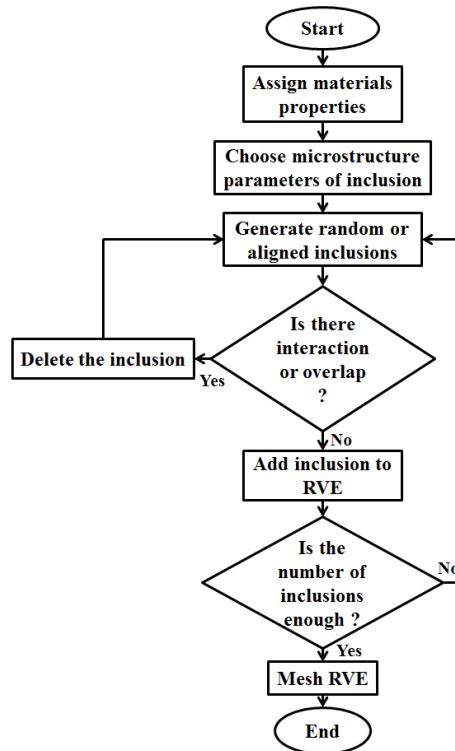 Start
Assign materials
properties
Choose microstructure
parameters of inclusion
Generate random or
aligned inclusions
Is there
interaction
or overlap
?
Delete the inclusion
Yes
No
Add inclusion to
RVE
Is the
number of
inclusions
enough ?
No
Yes
Mesh RVE
End